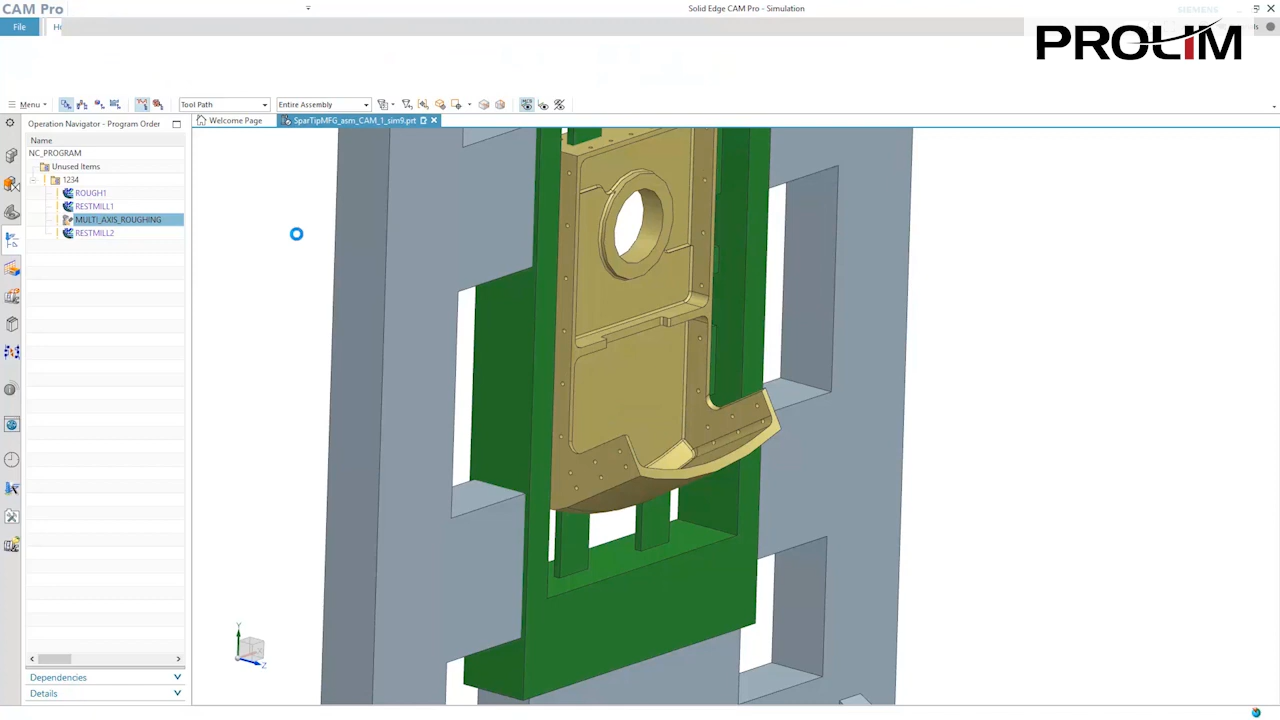 CAM Pro
Solid Edge CAM Pro - Simulation
SIEMENS
File
PROLIM
Menu
Tool Path
Entire Assembly
Operation Navigator - Program Order
Welcome Page
SparTipMFG_asm_CAM_1_sim9.prt
Name
NC_PROGRAM
Unused Items
1234
ROUGH1
RESTMILL1
MULTI_AXIS_ROUGHING
RESTMILL2
Y
Z
Dependencies
Details